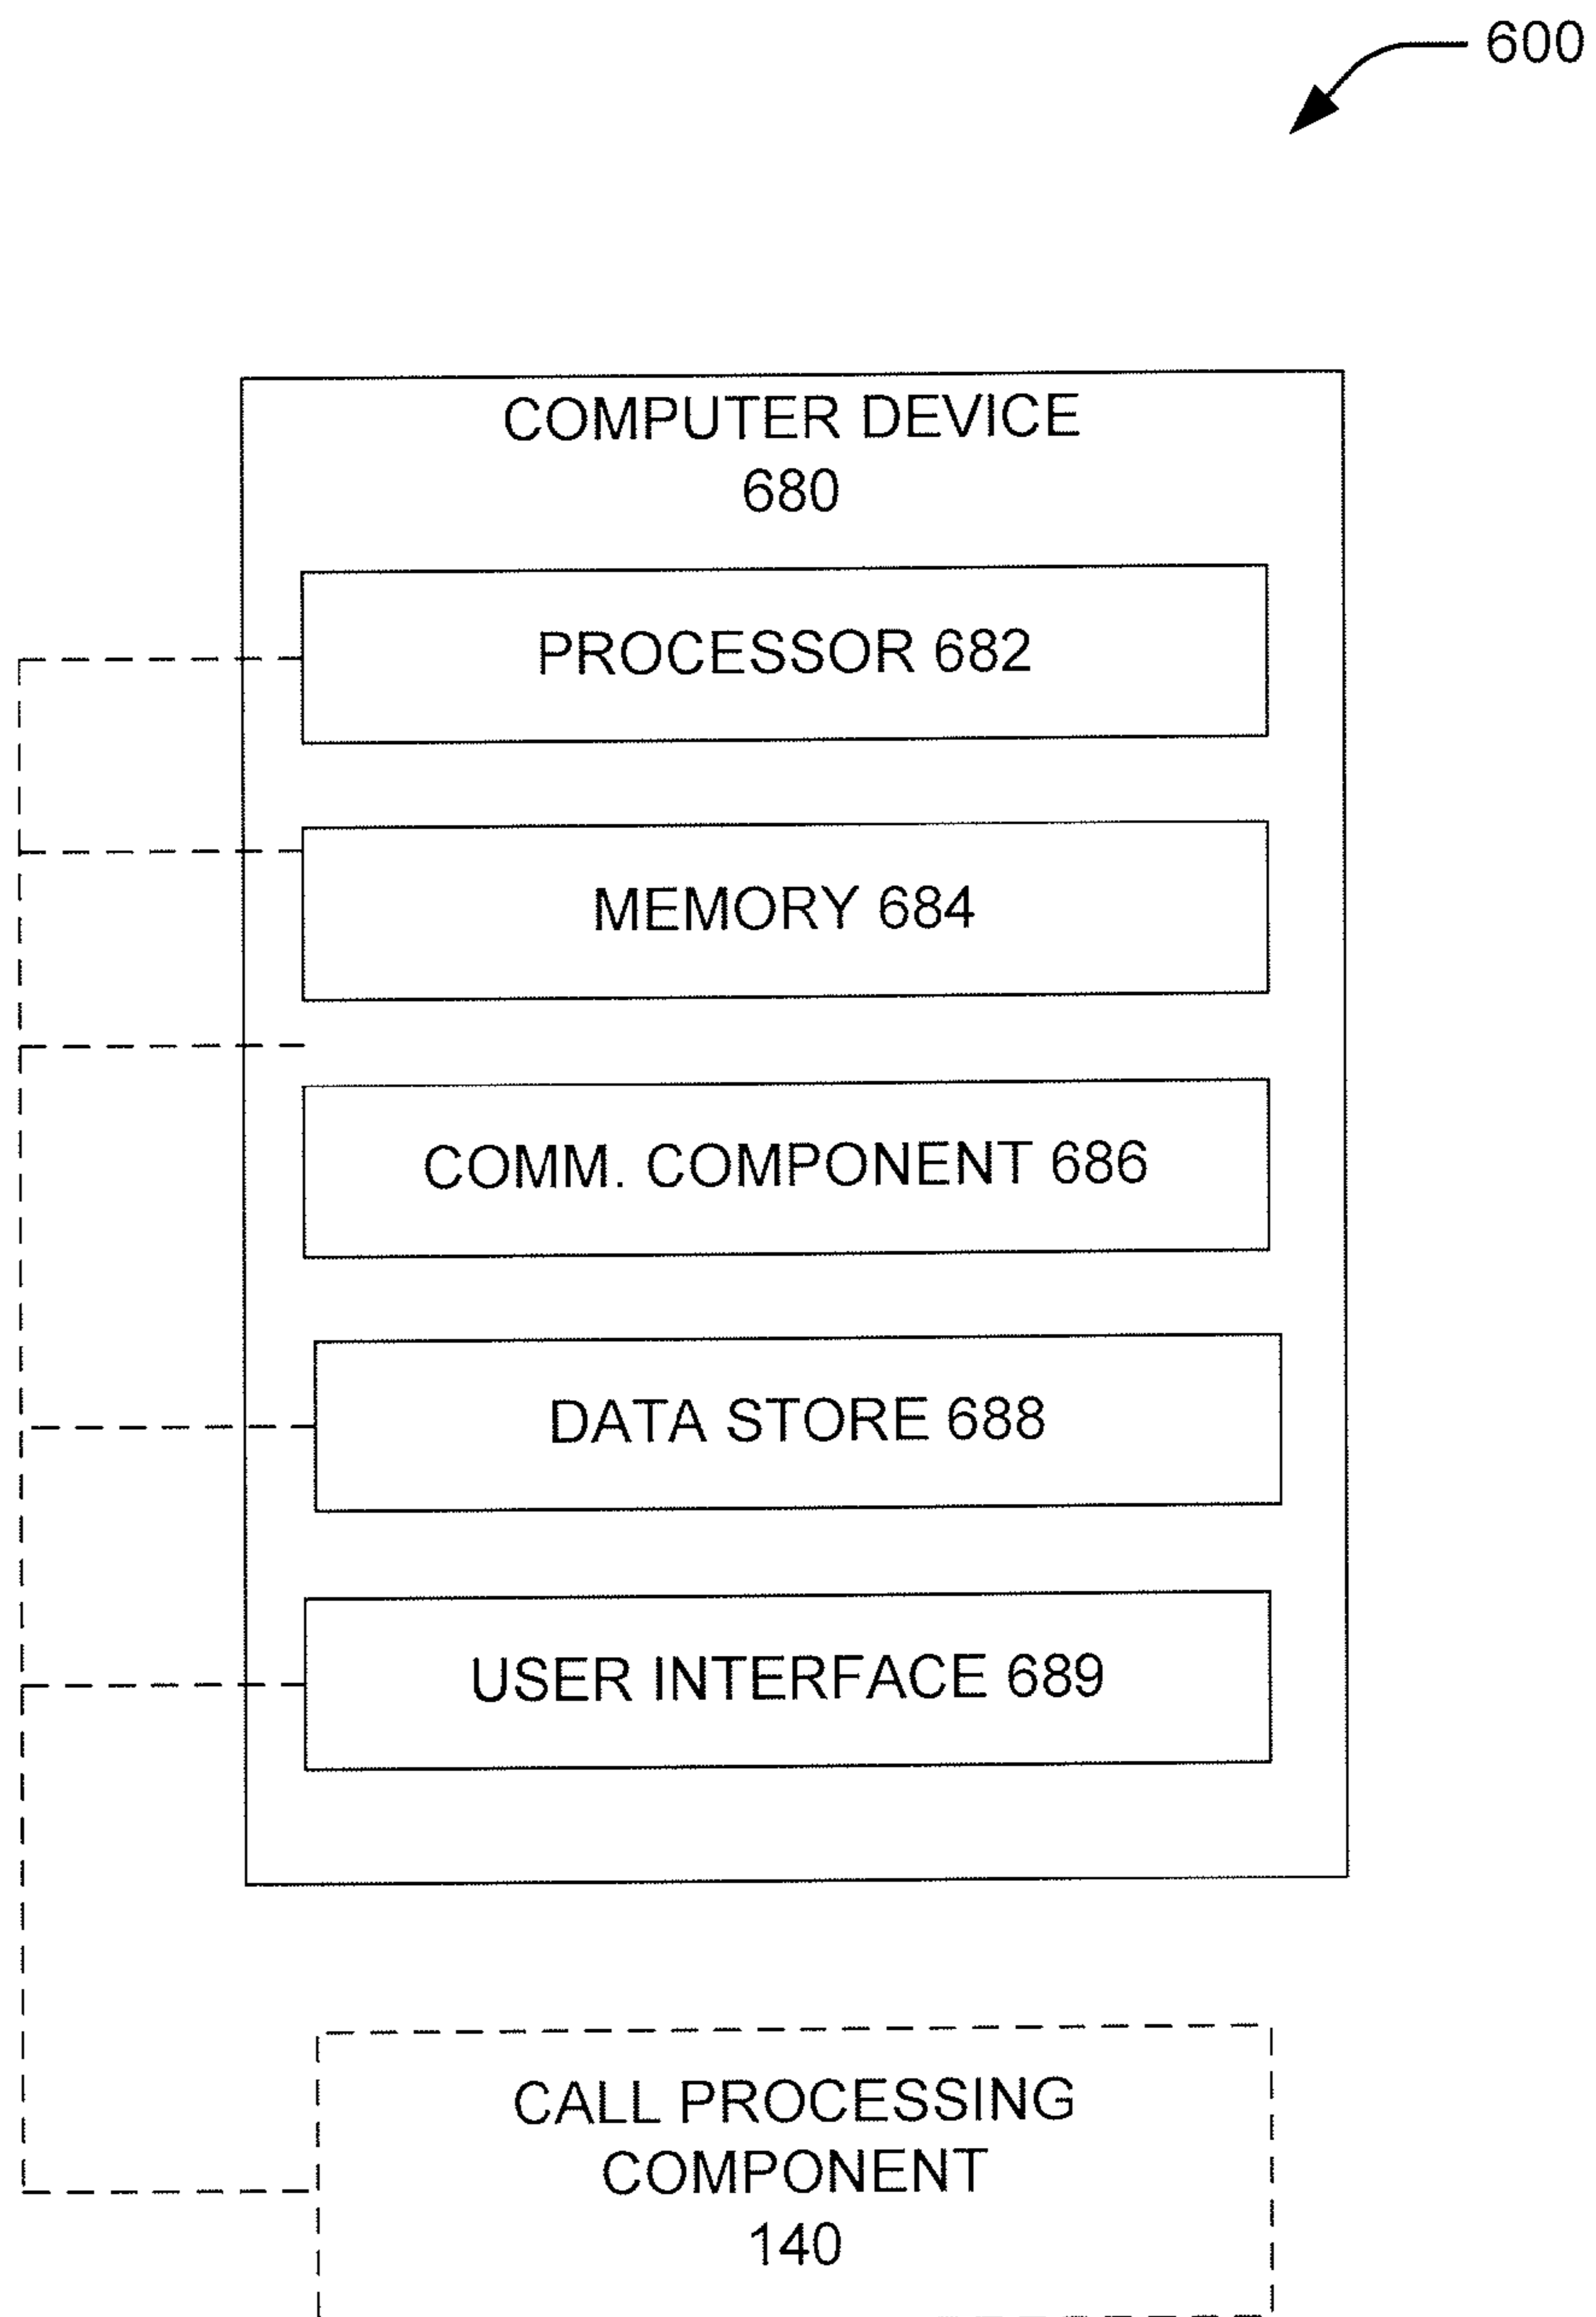 600
COMPUTER DEVICE
680
PROCESSOR 682
MEMORY 684
COMM. COMPONENT 686
DATA STORE 688
USER INTERFACE 689
CALL PROCESSING
COMPONENT
140